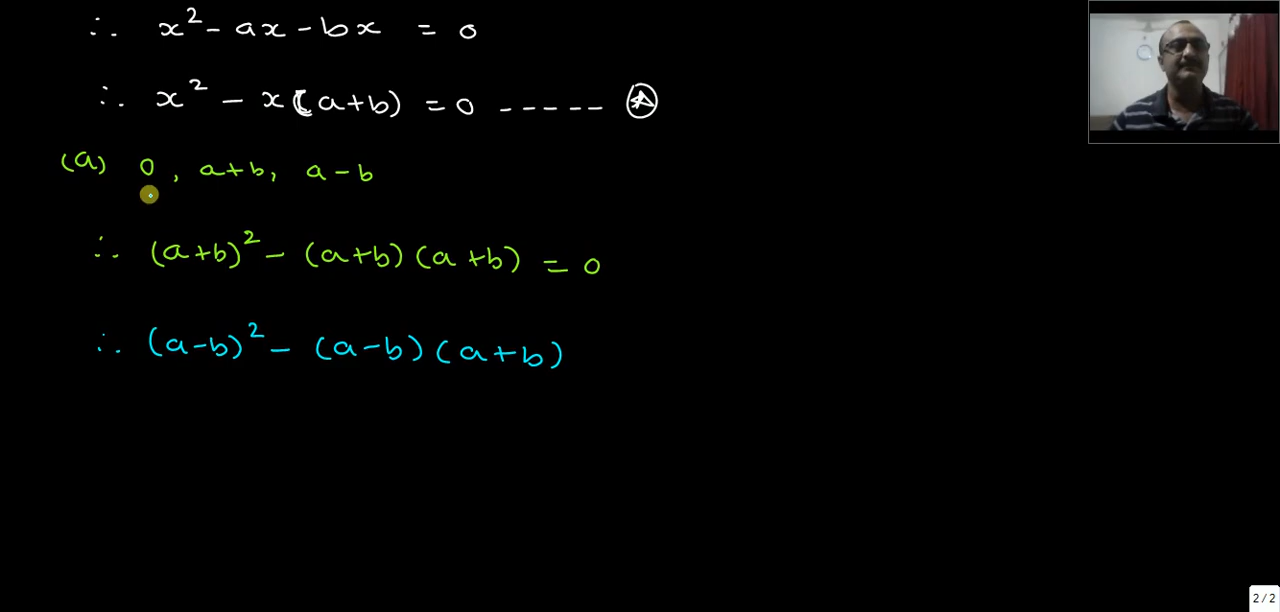 ∴ x² - ax - bx = 0
∴ x² - x(a+b) = 0 ----- Ⓐ
(a) 0, a+b, a-b
∴ (a+b)² - (a+b)(a+b) = 0
∴ (a-b)² - (a-b)(a+b)
2/2